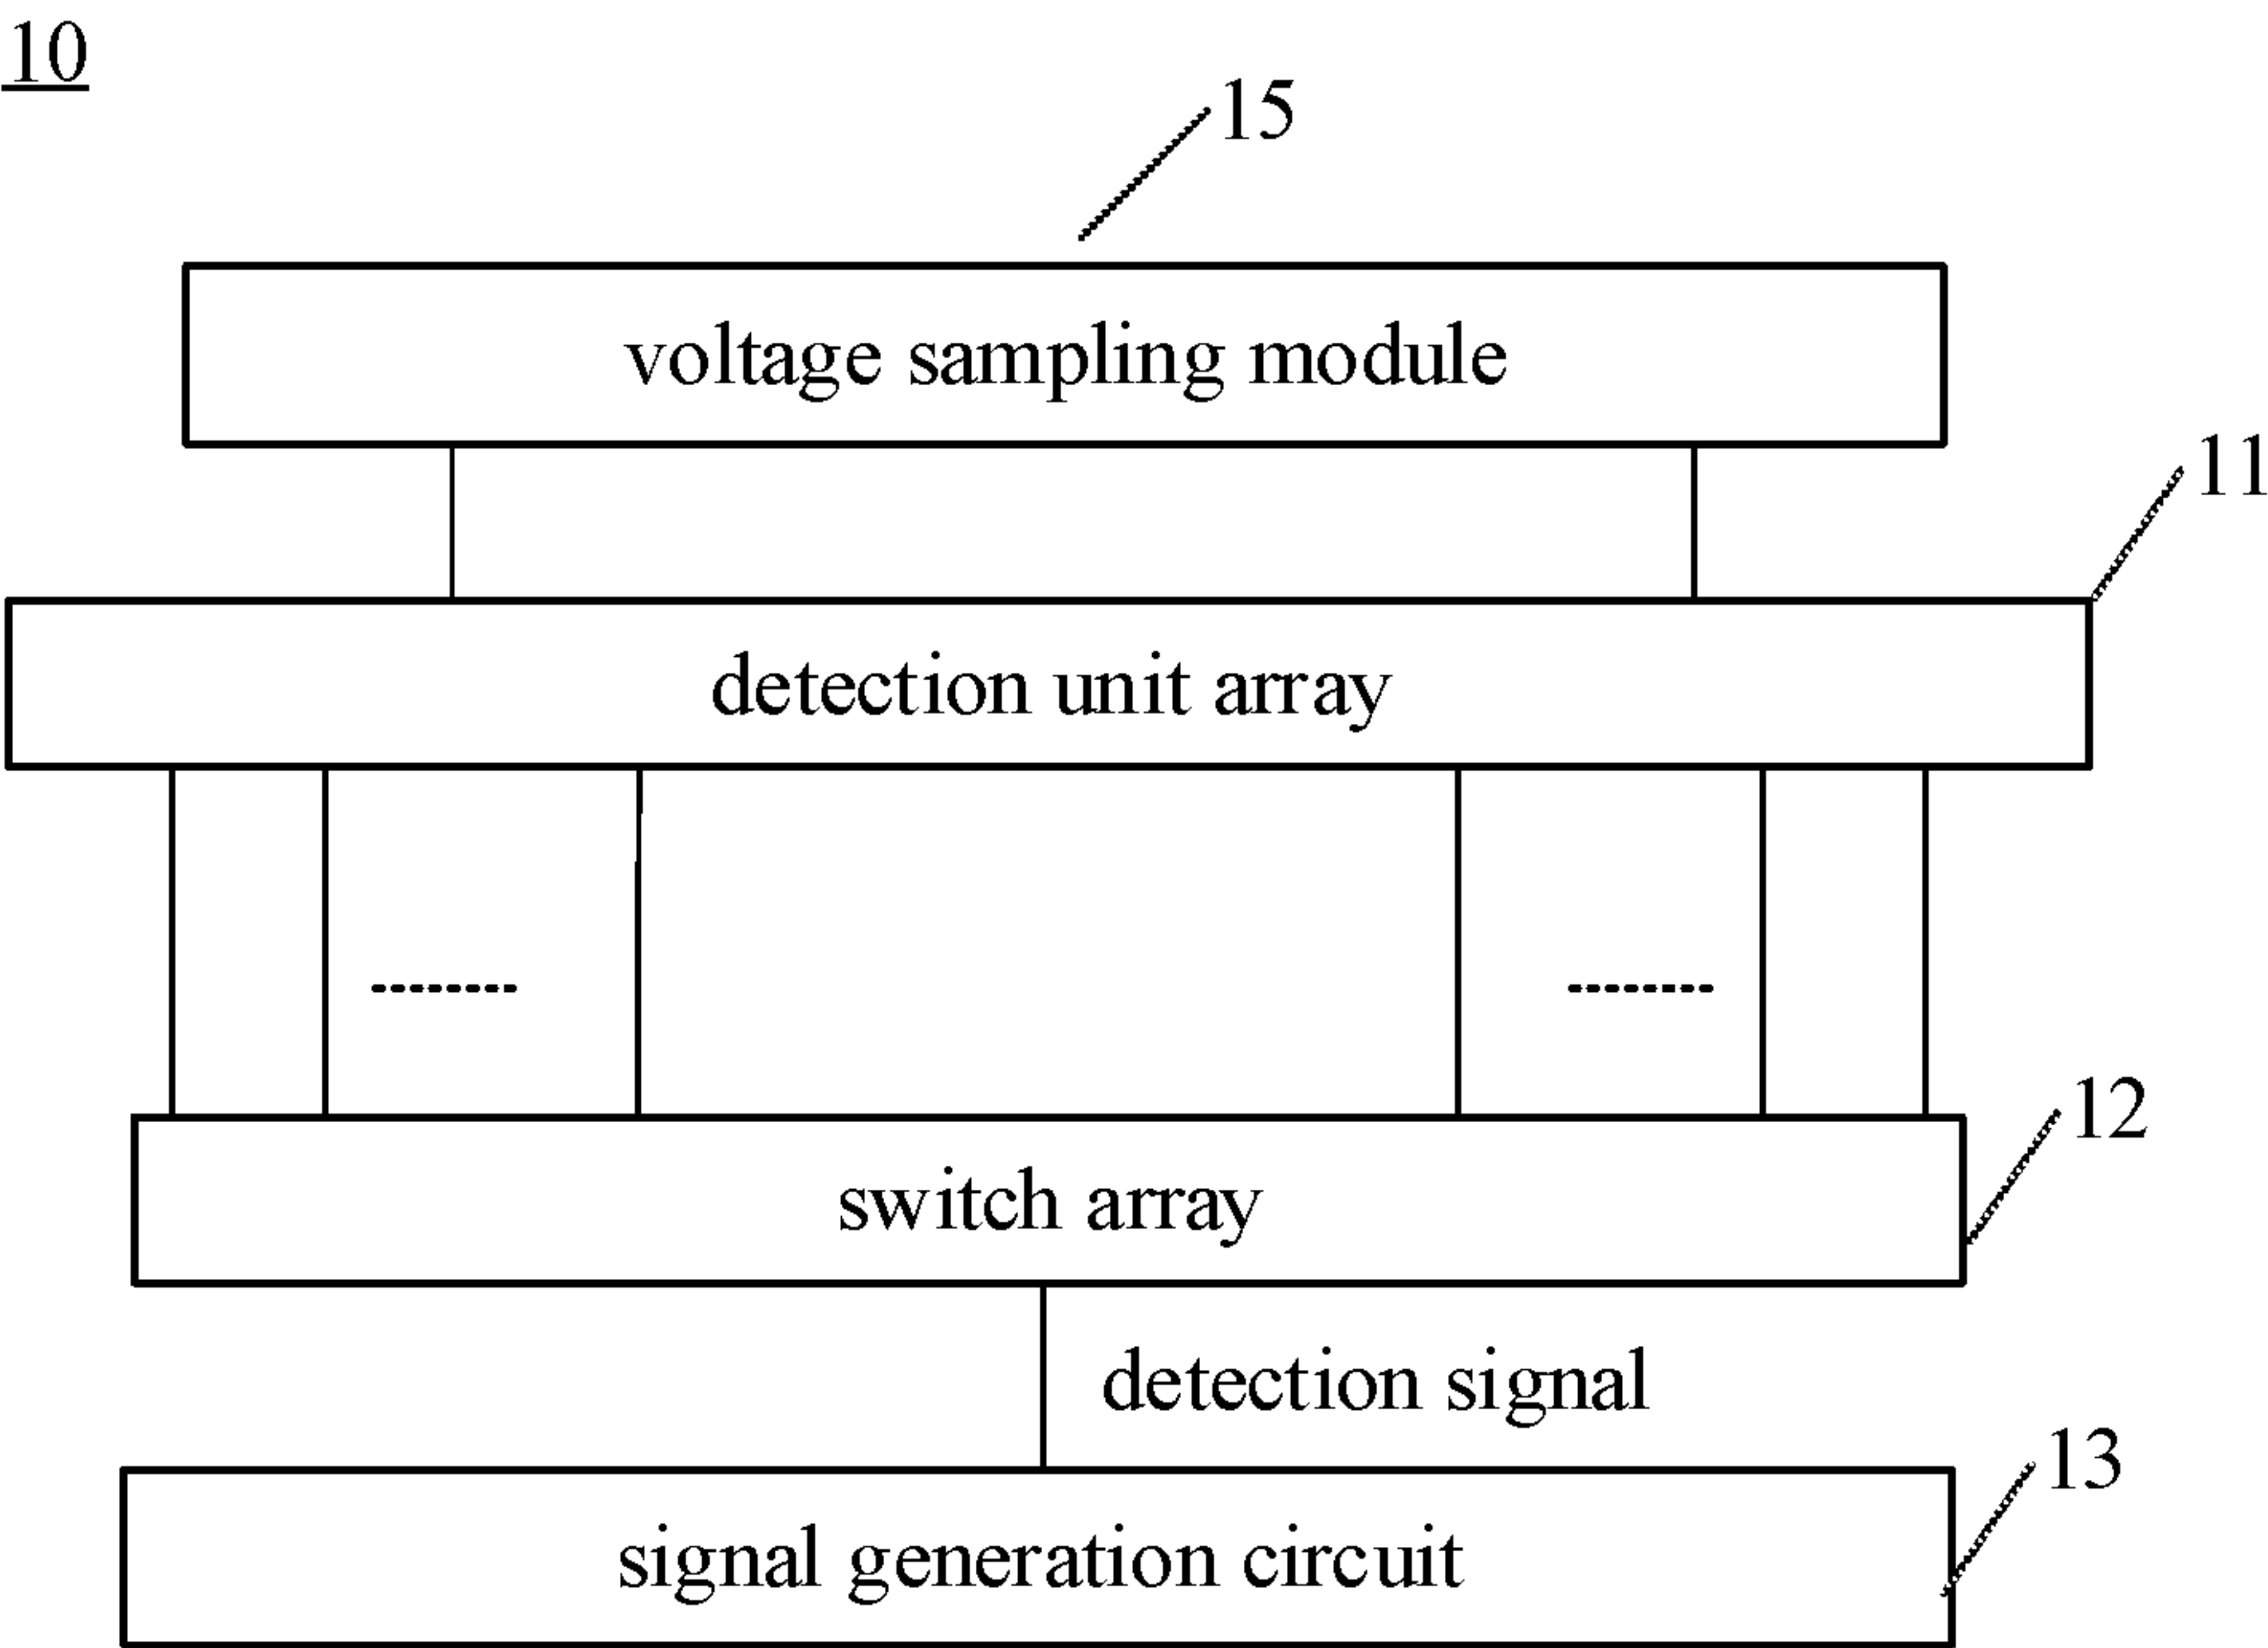 10
15
voltage sampling module
11
detection unit array
12
switch array
detection signal
13
signal generation circuit